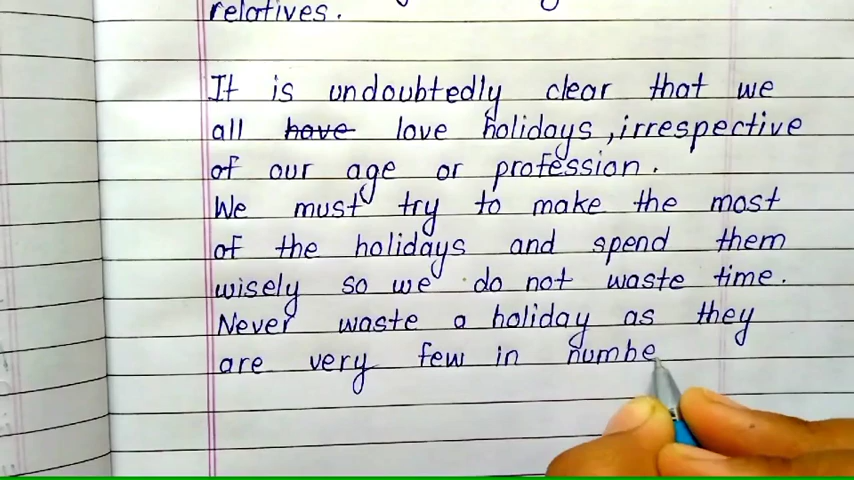 relatives.
It is undoubtedly clear that we
all have love holidays, irrespective
of our age or profession.
We must try to make the most
of the holidays and spend them
wisely so we do not waste time.
Never waste a holiday as they
are very few in numbe